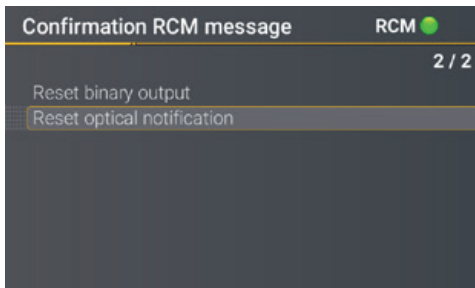 Confirmation RCM message RCM
2 / 2
Reset binary output
Reset optical notification